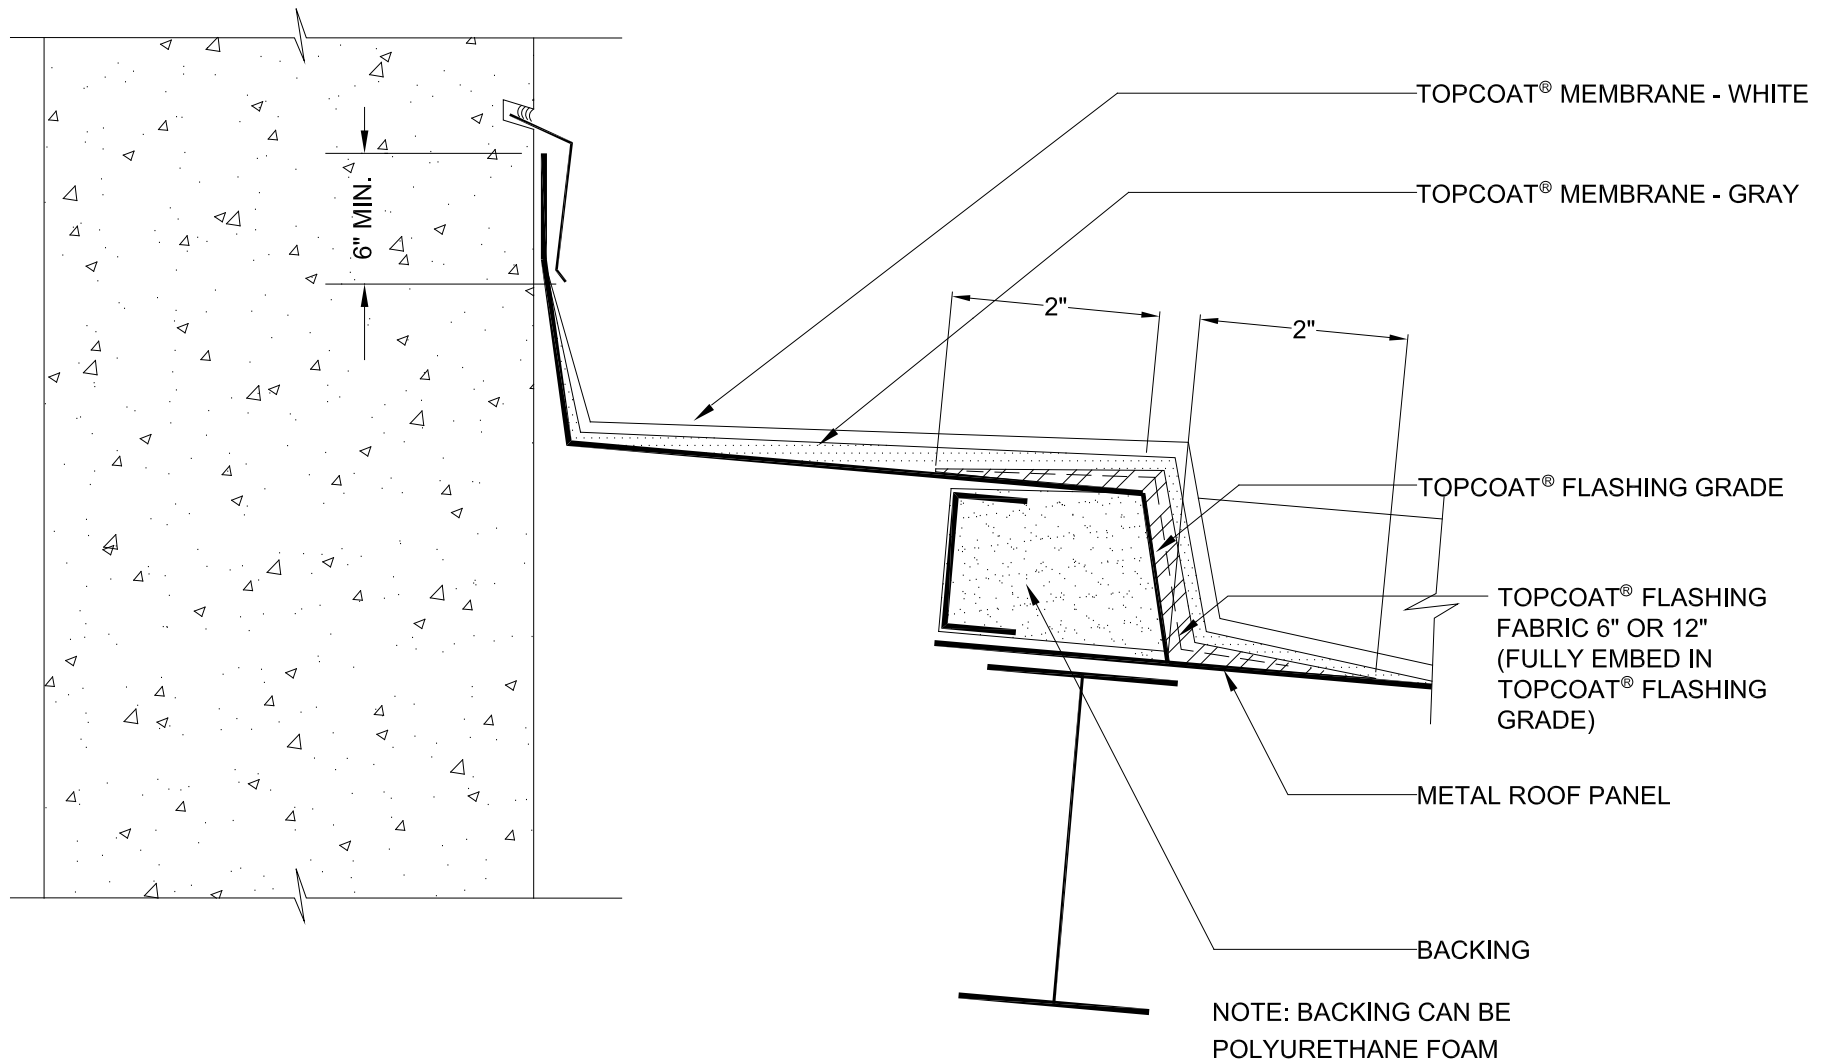 TOPCOAT® MEMBRANE - WHITE
TOPCOAT® MEMBRANE - GRAY
6" MIN.
2"
2"
TOPCOAT® FLASHING GRADE
TOPCOAT® FLASHING
FABRIC 6" OR 12"
(FULLY EMBED IN
TOPCOAT® FLASHING
GRADE)
METAL ROOF PANEL
BACKING
NOTE: BACKING CAN BE
POLYURETHANE FOAM